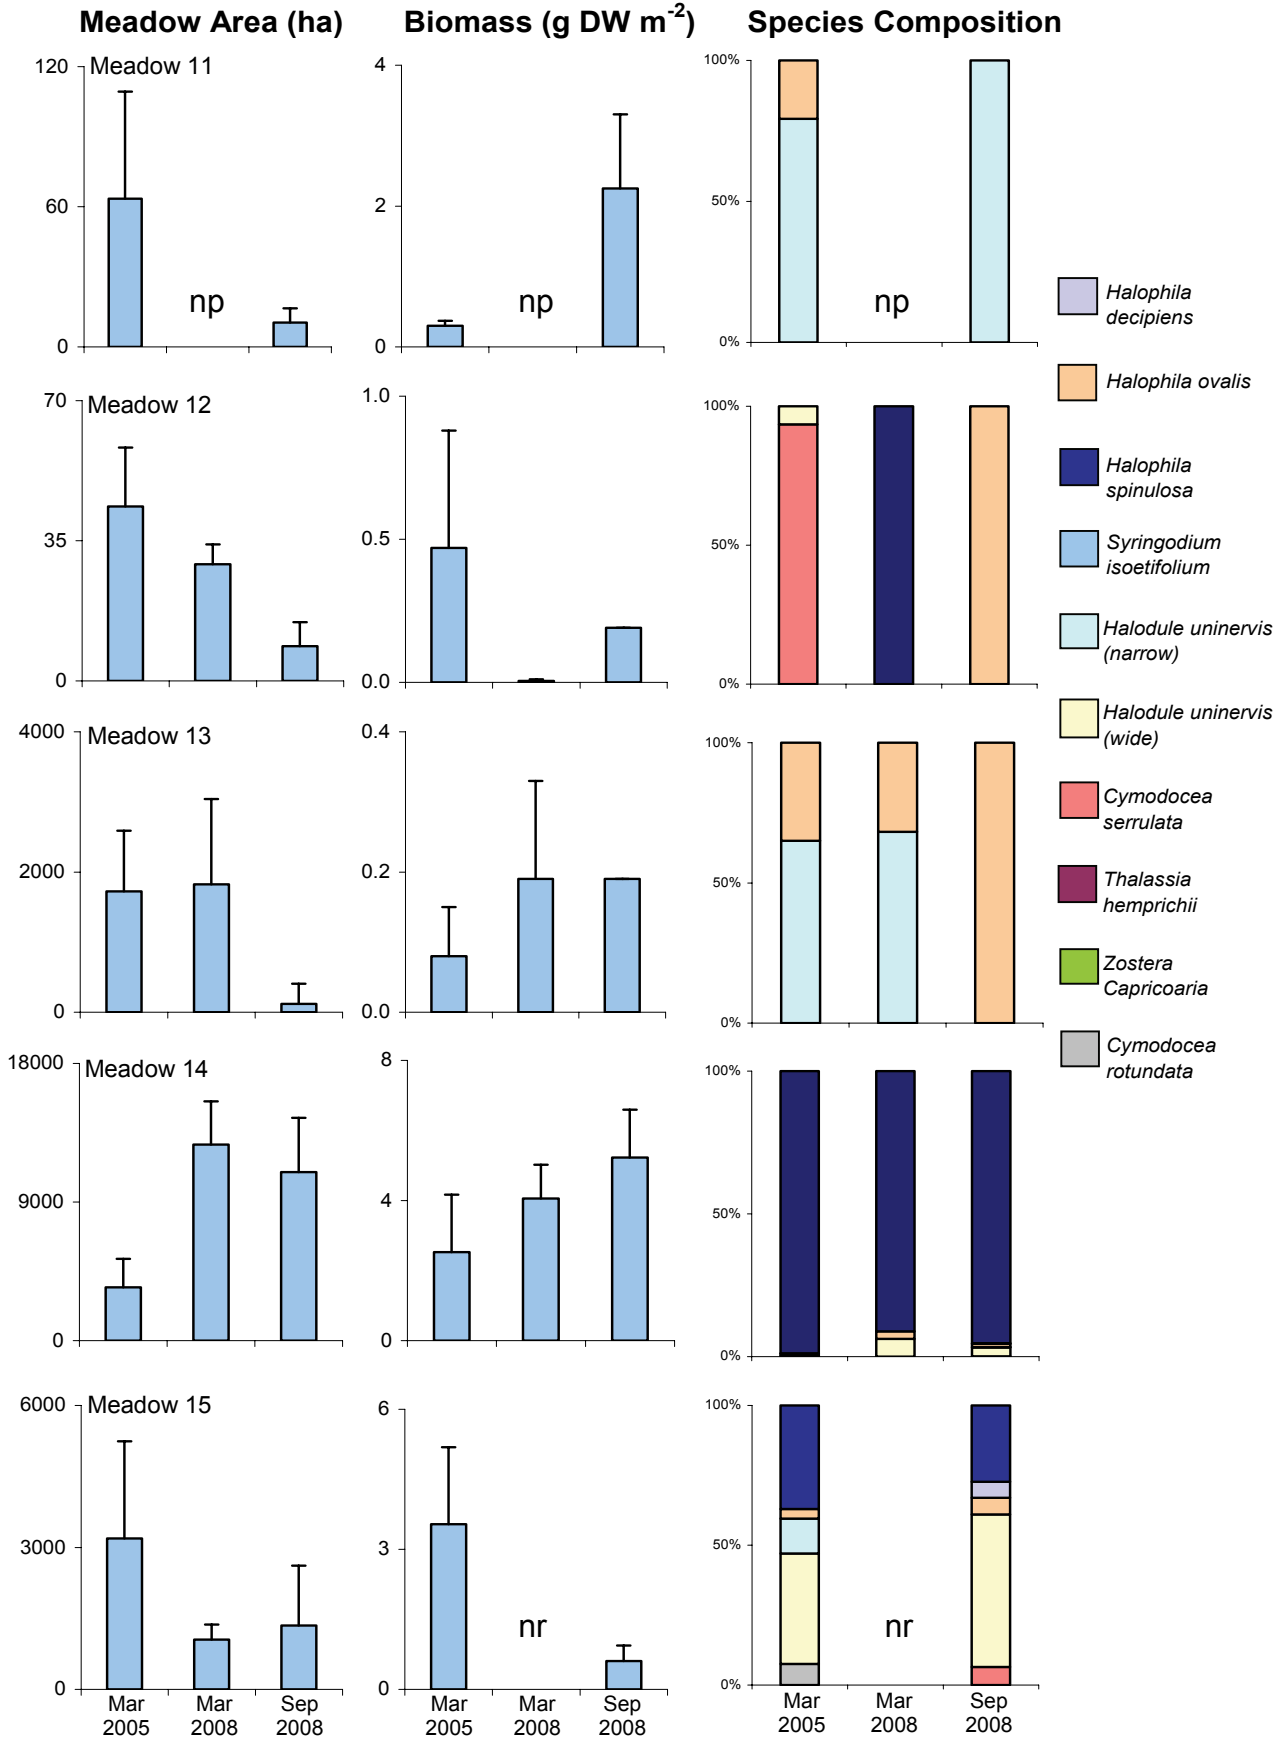 Meadow Area (ha) Biomass (g DW m-2) Species Composition
Meadow 11
120
60
0
np
4
2
0
np
100%
50%
0%
np
Meadow 12
70
35
0
1.0
0.5
0.0
100%
50%
0%
Meadow 13
4000
2000
0
0.4
0.2
0.0
100%
50%
0%
Meadow 14
18000
9000
0
8
4
0
100%
50%
0%
Meadow 15
6000
3000
0
6
3
0
nr
100%
50%
0%
nr
Mar Mar Sep
2005 2008 2008
Mar Mar Sep
2005 2008 2008
Mar Mar Sep
2005 2008 2008
Halophila
decipiens
Halophila ovalis
Halophila
spinulosa
Syringodium
isoetifolium
Halodule uninervis
(narrow)
Halodule uninervis
(wide)
Cymodocea
serrulata
Thalassia
hemprichii
Zostera
Capricoaria
Cymodocea
rotundata